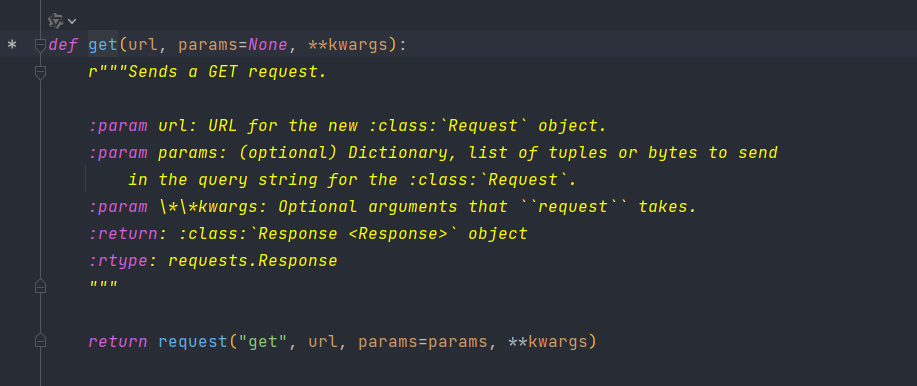 def get(url, params=None, **kwargs):
    r"""Sends a GET request.

    :param url: URL for the new :class:`Request` object.
    :param params: (optional) Dictionary, list of tuples or bytes to send
        in the query string for the :class:`Request`.
    :param \*\*kwargs: Optional arguments that ``request`` takes.
    :return: :class:`Response <Response>` object
    :rtype: requests.Response
    """

    return request("get", url, params=params, **kwargs)